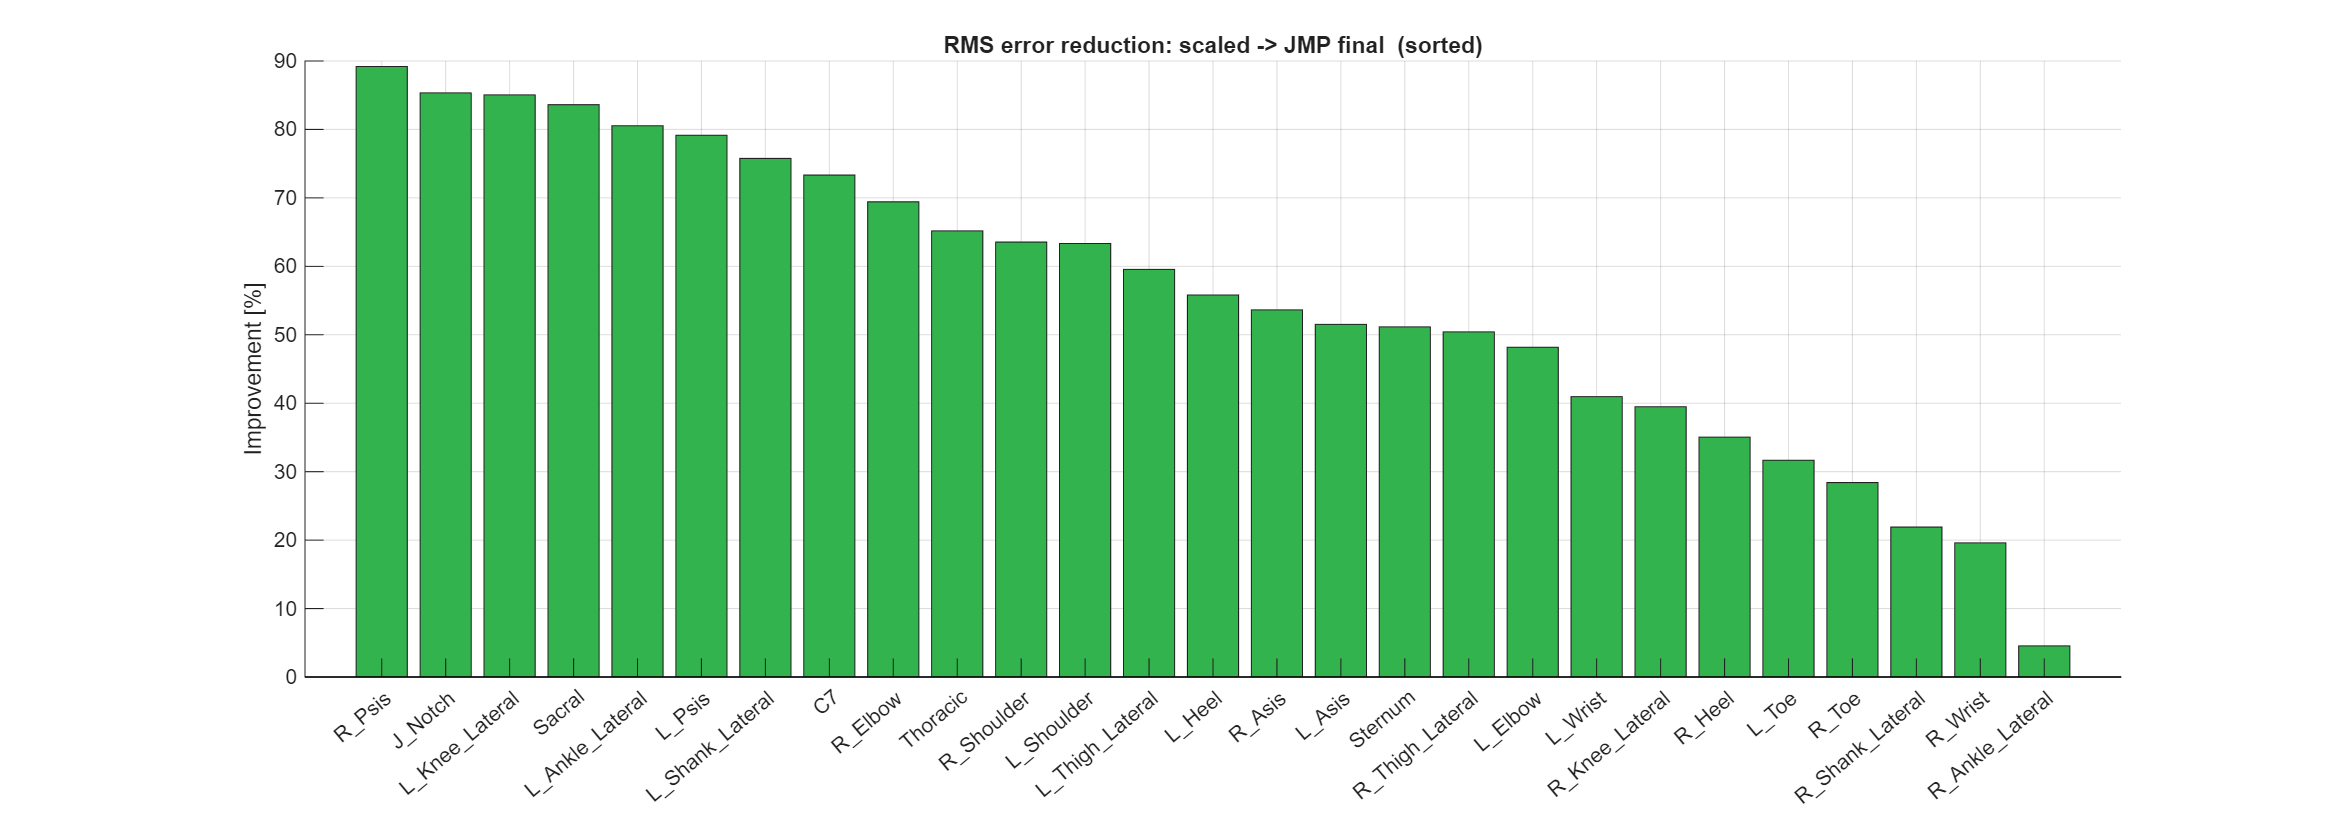 RMS error reduction: scaled -> JMP final  (sorted)
Improvement [%]
90
80
70
60
50
40
30
20
10
0
R_Psis
J_Notch
L_Knee_Lateral
Sacral
L_Ankle_Lateral
L_Psis
L_Shank_Lateral
C7
R_Elbow
Thoracic
R_Shoulder
L_Shoulder
L_Thigh_Lateral
L_Heel
R_Asis
L_Asis
Sternum
R_Thigh_Lateral
L_Elbow
L_Wrist
R_Knee_Lateral
R_Heel
L_Toe
R_Toe
R_Shank_Lateral
R_Wrist
R_Ankle_Lateral